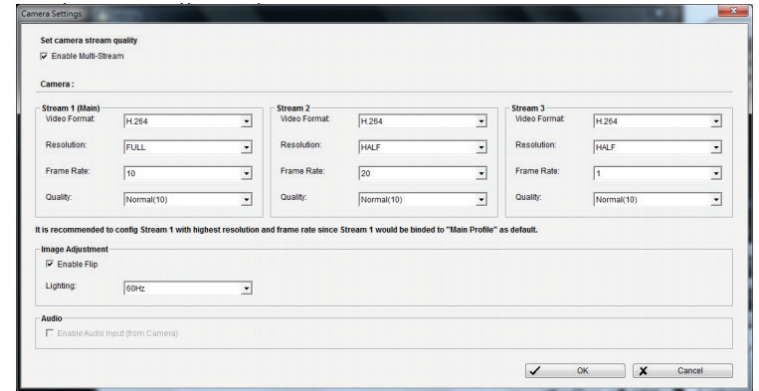 Camera Settings
Set camera stream quality
Enable Multi-Stream
Camera :
Stream 1 (Main)
Video Format:
H.264
Resolution:
FULL
Frame Rate:
10
Quality:
Normal(10)
Stream 2
Video Format:
H.264
Resolution:
HALF
Frame Rate:
20
Quality:
Normal(10)
Stream 3
Video Format:
H.264
Resolution:
HALF
Frame Rate:
1
Quality:
Normal(10)
It is recommended to config Stream 1 with highest resolution and frame rate since Stream 1 would be binded to "Main Profile" as default.
Image Adjustment
Enable Flip
Lighting:
60Hz
Audio
Enable Audio Input (from Camera)
OK
Cancel